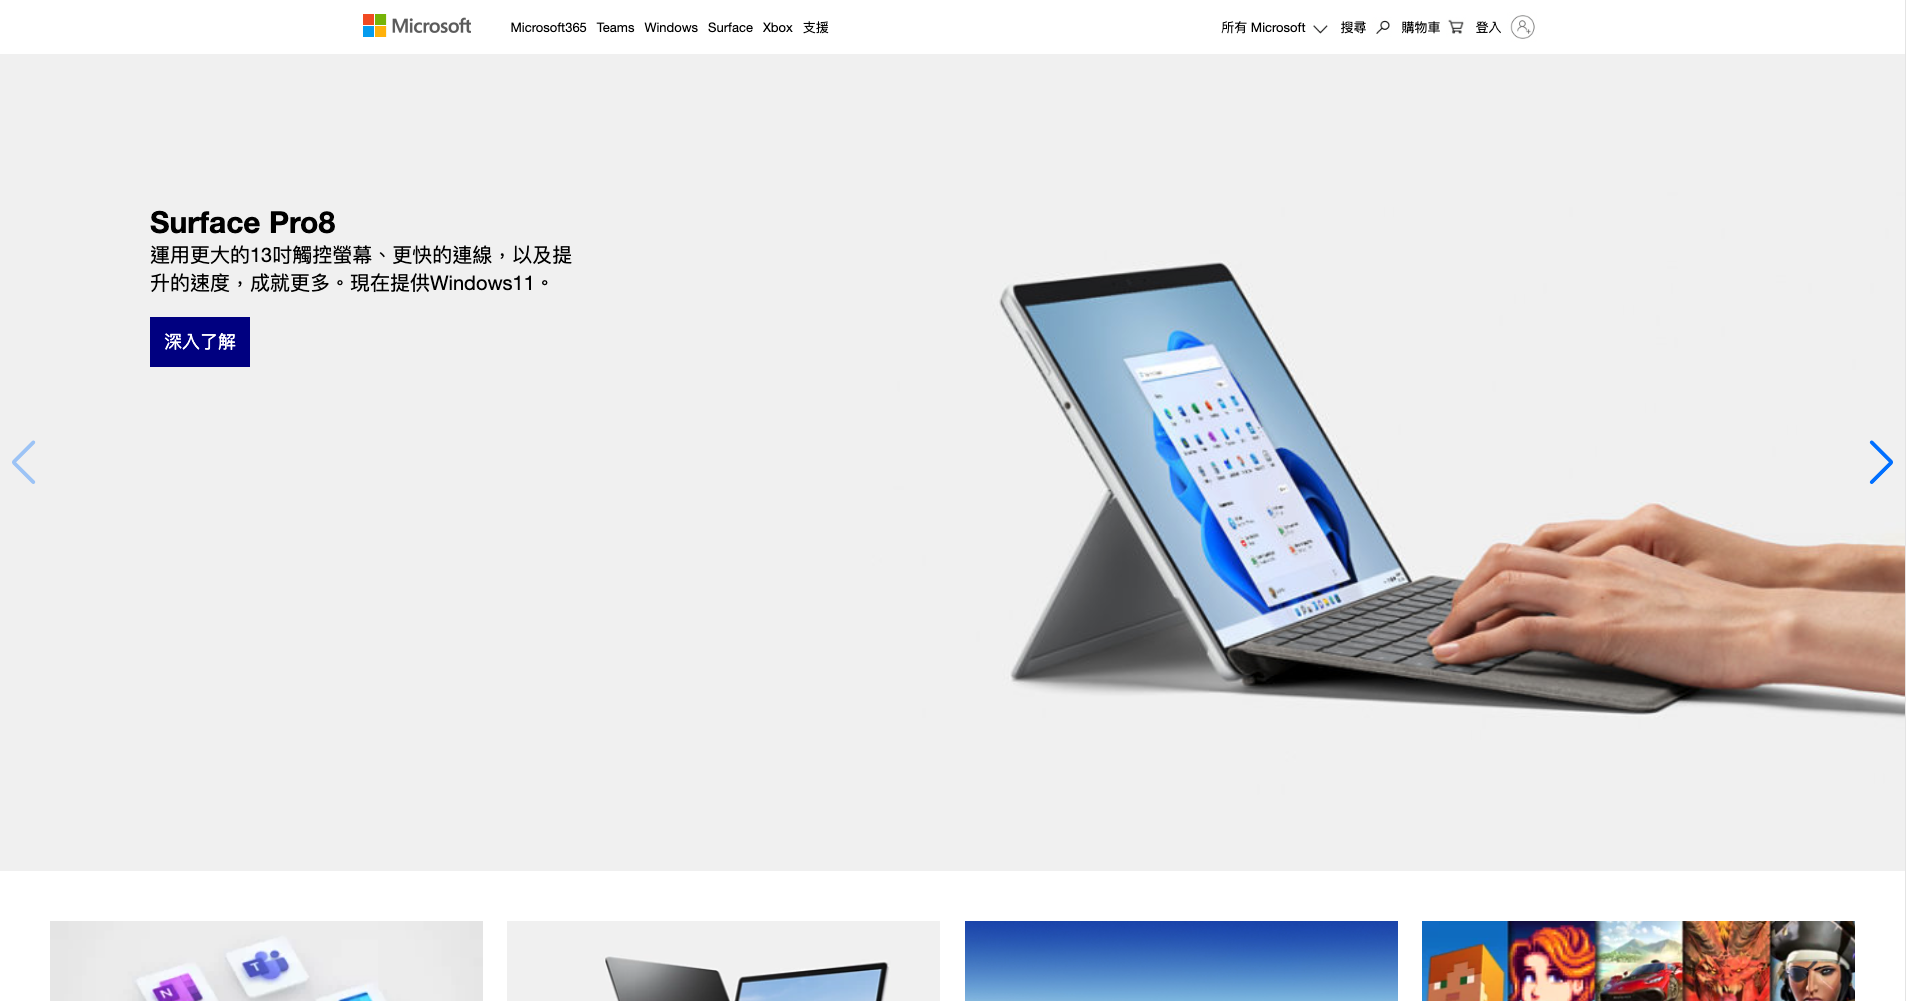 Microsoft
Microsoft365 Teams Windows Surface Xbox 支援
所有 Microsoft 搜尋 購物車 登入
Surface Pro8
運用更大的13吋觸控螢幕、更快的連線，以及提
升的速度，成就更多。現在提供Windows11。
深入了解
N
T